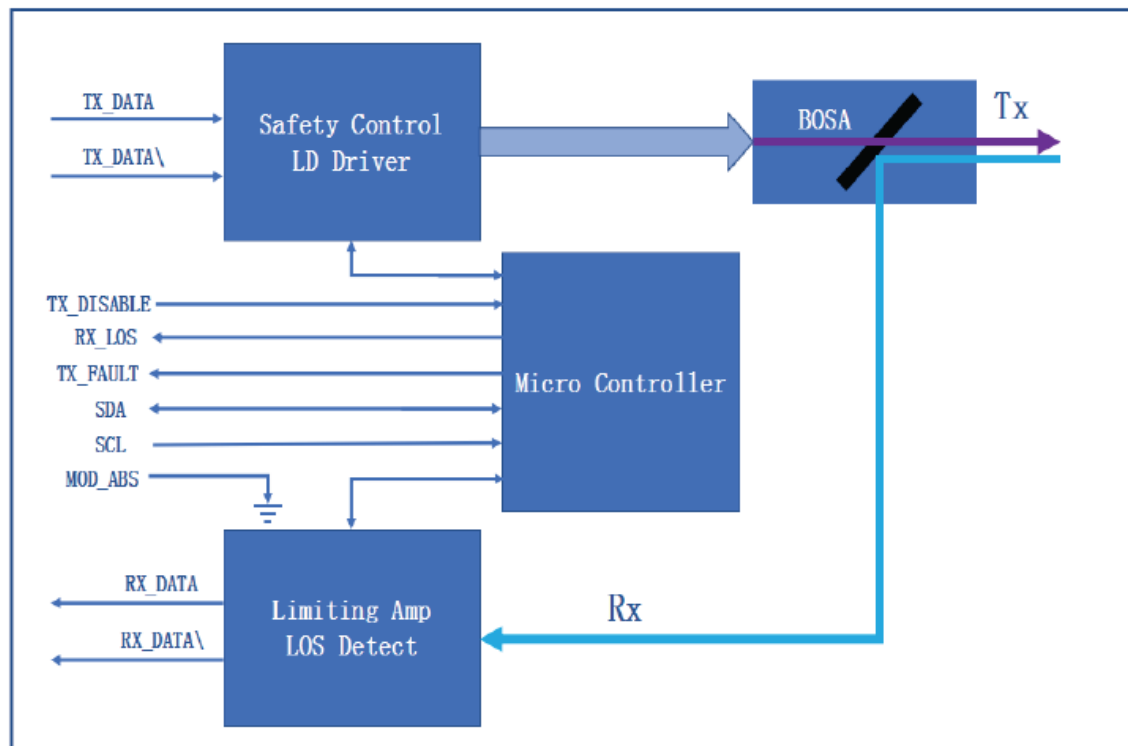 TX_DATA
TX_DATA\
Safety Control
LD Driver
BOSA
Tx
TX_DISABLE
RX_LOS
TX_FAULT
SDA
SCL
MOD_ABS
Micro Controller
RX_DATA
RX_DATA\
Limiting Amp
LOS Detect
Rx